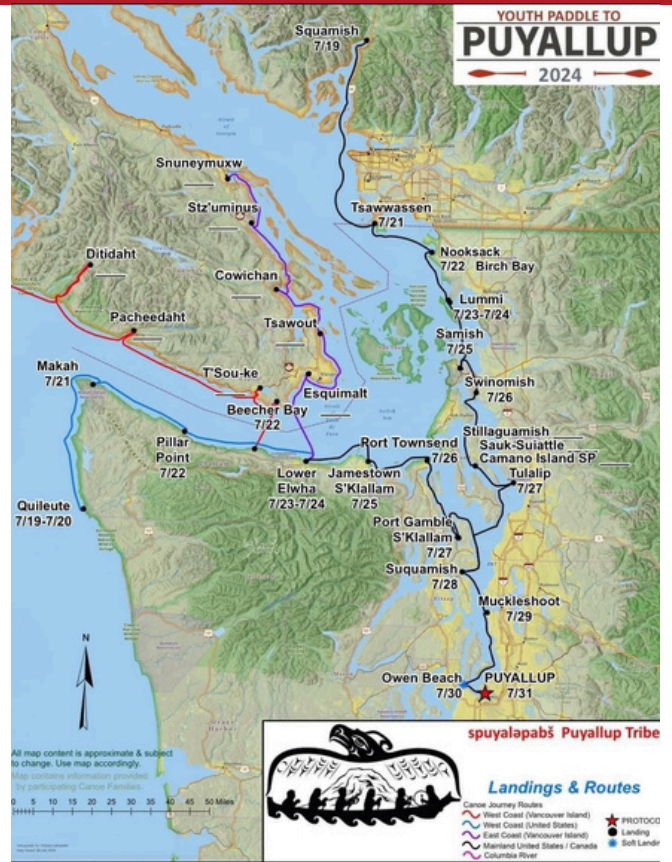 YOUTH PADDLE TO
PUYALLUP
2024
Squamish
7/19
Snuneymuxw
Stz'uminus
Tsawwassen
7/21
Ditidaht
Nooksack
7/22 Birch Bay
Cowichan
Lummi
7/23-7/24
Pacheedaht
Tsawout
Samish
7/25
Makah
7/21
T'Sou-ke
Swinomish
7/26
Esquimalt
Beecher Bay
7/22
Pillar
Point
7/22
Stillaguamish
Sauk-Suiattle
Camano Island SP
Port Townsend
7/26
Tulalip
7/27
Lower
Elwha
7/23-7/24
Jamestown
S'Klallam
7/25
Quileute
7/19-7/20
Port Gamble
S'Klallam
7/27
Suquamish
7/28
Muckleshoot
7/29
N
Owen Beach
7/30
PUYALLUP
7/31
All map content is approximate & subject
to change. Use map accordingly.
Map contains information provided
by participating Canoe Families.
0 5 10 20 30 40 50 Miles
spuyaləpabš Puyallup Tribe
Landings & Routes
Canoe Journey Routes
West Coast (Vancouver Island)
West Coast (United States)
East Coast (Vancouver Island)
Mainland United States / Canada
Columbia River
PROTOCO
Landing
Soft Landin